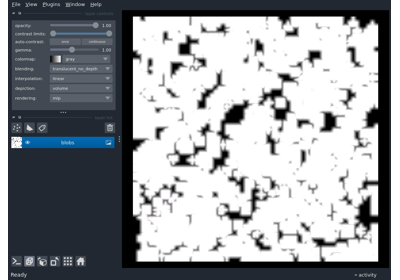 File View Plugins Window Help
opacity: 1.00
contrast limits:
auto-contrast: once continuous
gamma: 1.00
colormap: gray
blending: translucent_no_depth
interpolation: linear
depiction: volume
rendering: mip
blobs
Ready
activity